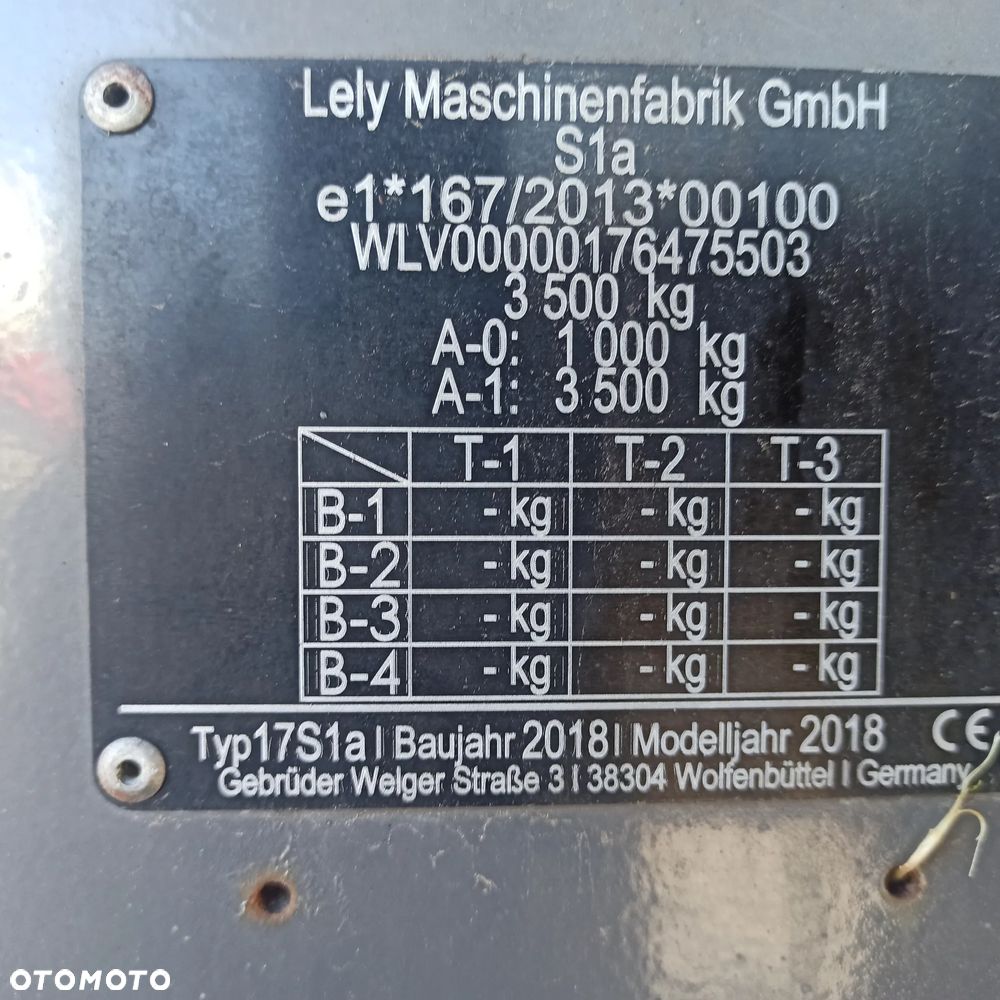 Lely Maschinenfabrik GmbH
S1a
e1*167/2013*00100
WLV00000176475503
3 500 kg
A-0: 1 000 kg
A-1: 3 500 kg
T-1 T-2 T-3
B-1 - kg - kg - kg
B-2 - kg - kg - kg
B-3 - kg - kg - kg
B-4 - kg - kg - kg
Typ17S1a | Baujahr 2018 | Modelljahr 2018 CE
Gebrüder Welger Straße 3 | 38304 Wolfenbüttel | Germany
OTOMOTO